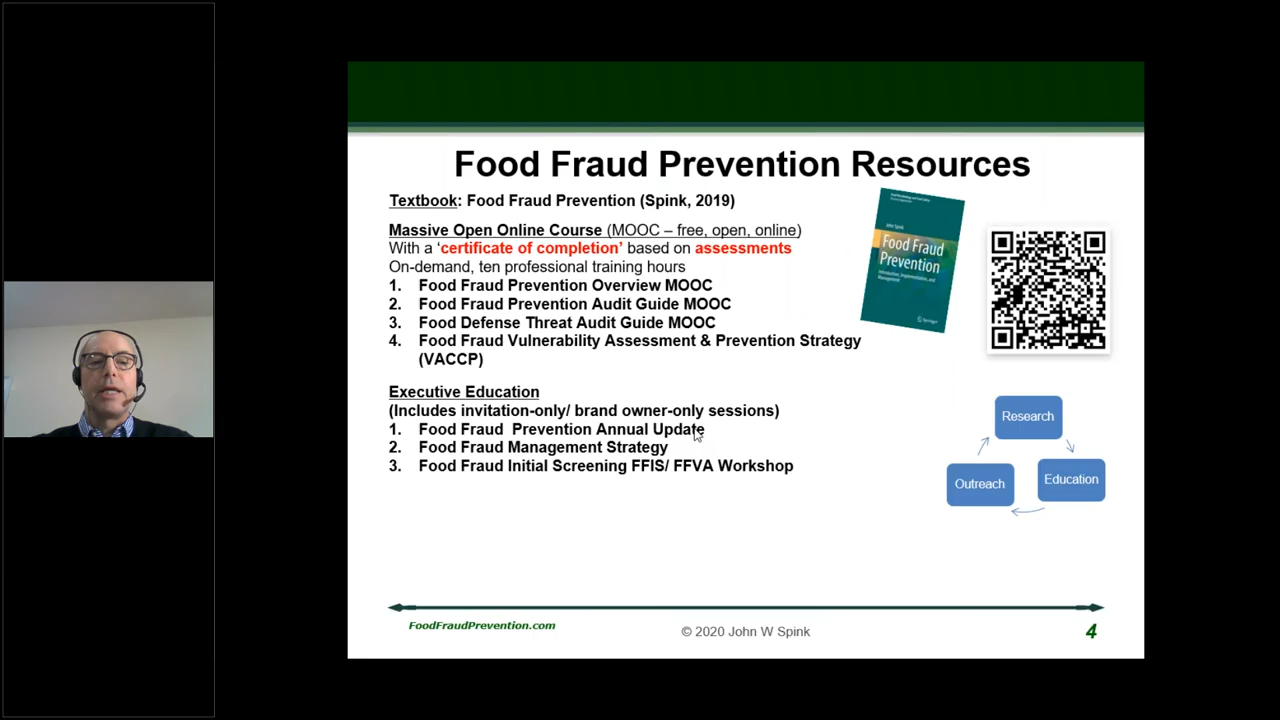 Food Fraud Prevention Resources
Textbook: Food Fraud Prevention (Spink, 2019)
Massive Open Online Course (MOOC – free, open, online)
With a ‘certificate of completion’ based on assessments
On-demand, ten professional training hours
1. Food Fraud Prevention Overview MOOC
2. Food Fraud Prevention Audit Guide MOOC
3. Food Defense Threat Audit Guide MOOC
4. Food Fraud Vulnerability Assessment & Prevention Strategy
(VACCP)
Executive Education
(Includes invitation-only/ brand owner-only sessions)
1. Food Fraud  Prevention Annual Update
2. Food Fraud Management Strategy
3. Food Fraud Initial Screening FFIS/ FFVA Workshop
John Spink
Food Fraud
Prevention
Introduction, Implementation, and
Management
Springer
Research
Education
Outreach
FoodFraudPrevention.com
© 2020 John W Spink
4